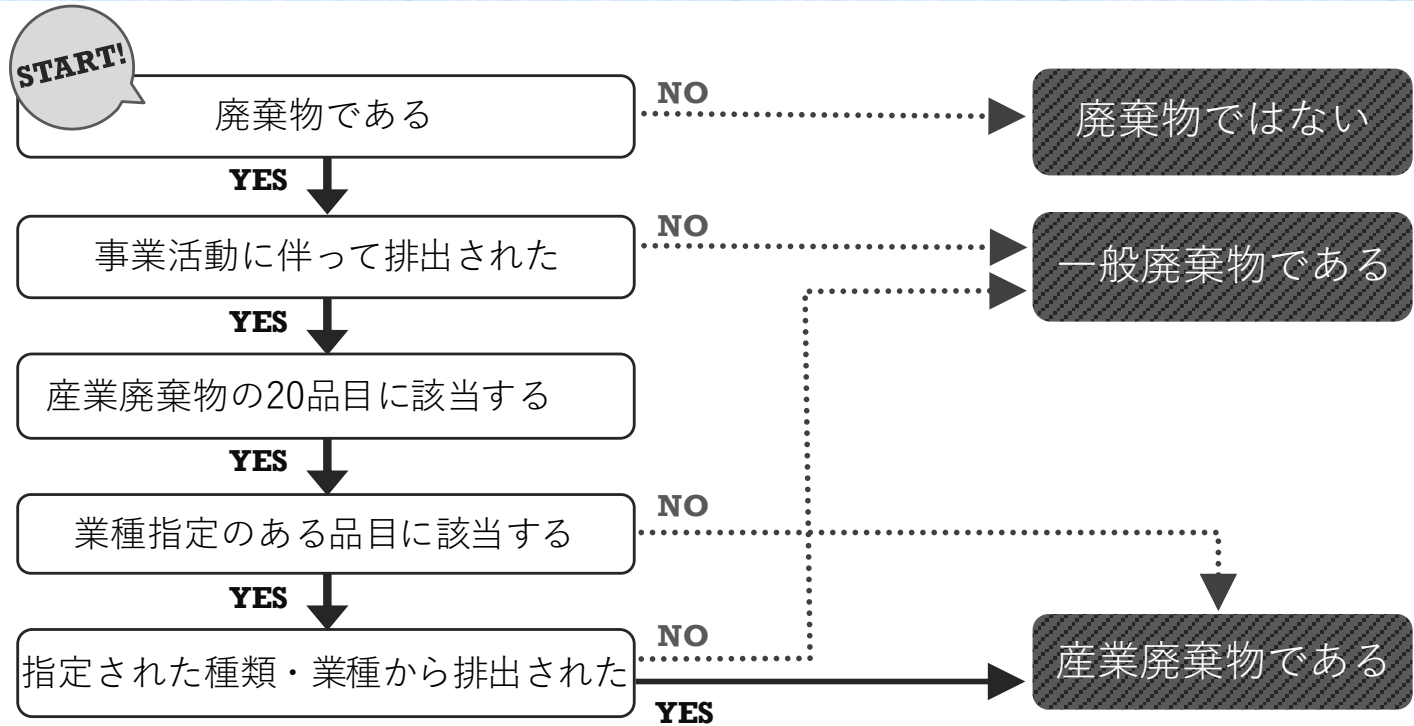 START!
廃棄物である
NO
廃棄物ではない
YES
事業活動に伴って排出された
NO
一般廃棄物である
YES
産業廃棄物の20品目に該当する
YES
業種指定のある品目に該当する
NO
YES
指定された種類・業種から排出された
NO
産業廃棄物である
YES